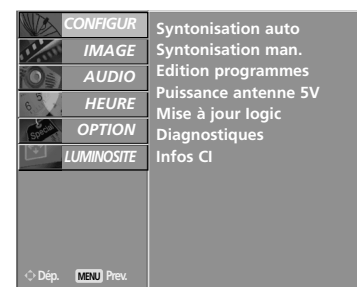 CONFIGUR
IMAGE
AUDIO
HEURE
OPTION
LUMINOSITE
Syntonisation auto
Syntonisation man.
Edition programmes
Puissance antenne 5V
Mise à jour logic
Diagnostiques
Infos CI
Special
Dép. MENU Prev.